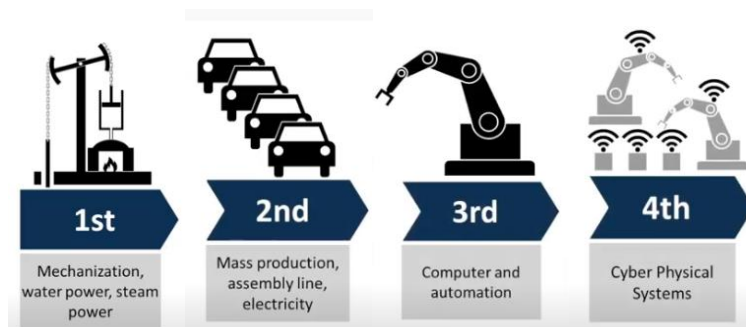 1st
Mechanization,
water power, steam
power
2nd
Mass production,
assembly line,
electricity
3rd
Computer and
automation
4th
Cyber Physical
Systems